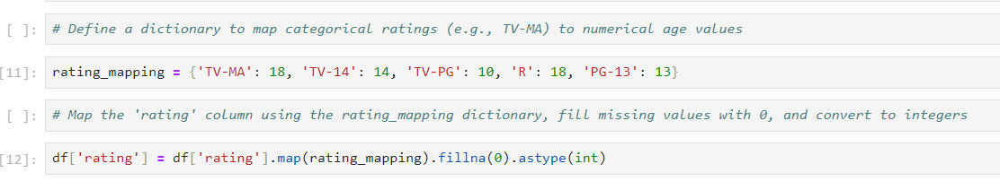 [ ]: # Define a dictionary to map categorical ratings (e.g., TV-MA) to numerical age values
[11]: rating_mapping = {'TV-MA': 18, 'TV-14': 14, 'TV-PG': 10, 'R': 18, 'PG-13': 13}
[ ]: # Map the 'rating' column using the rating_mapping dictionary, fill missing values with 0, and convert to integers
[12]: df['rating'] = df['rating'].map(rating_mapping).fillna(0).astype(int)